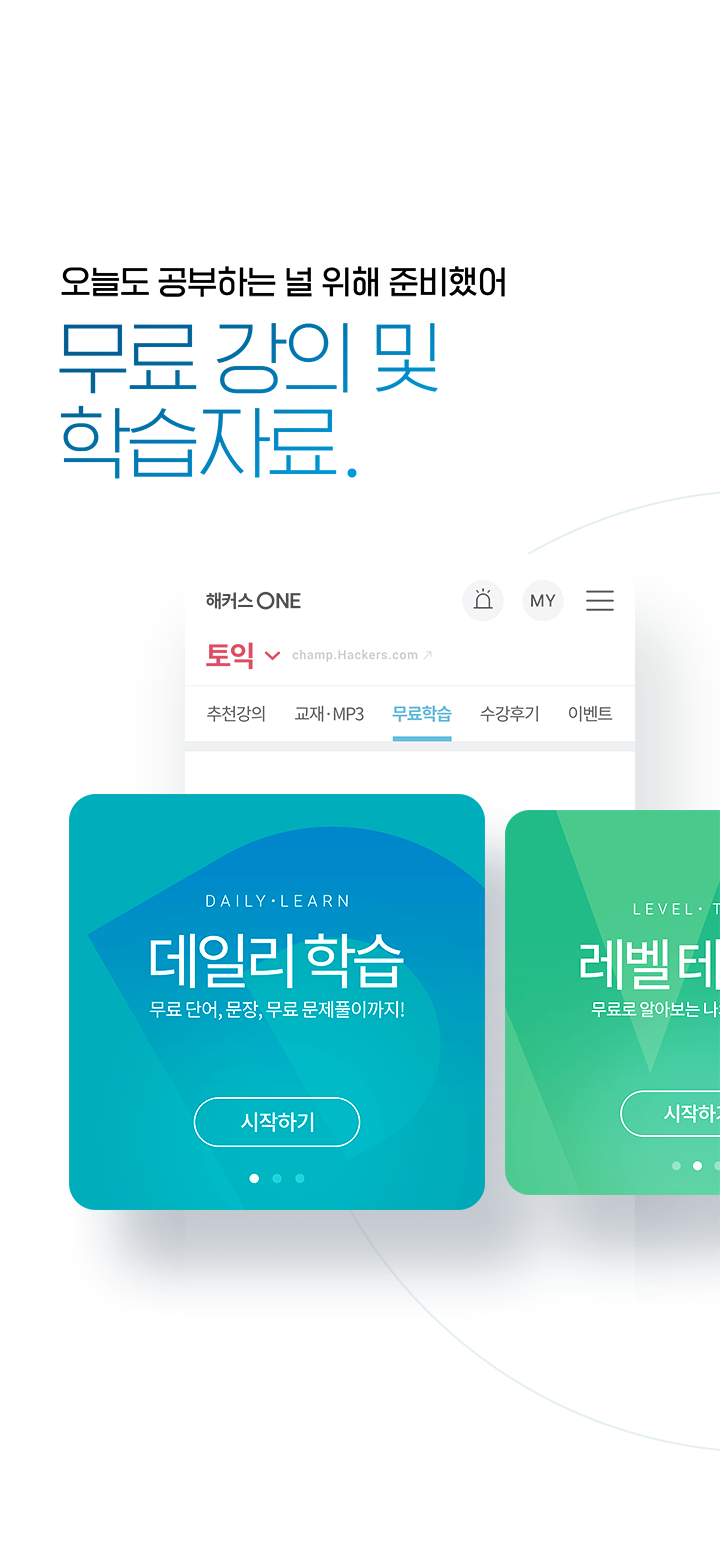 오늘도 공부하는 널 위해 준비했어
무료 강의 및
학습자료.
해커스 ONE
MY
토익 champ.Hackers.com
추천강의 교재·MP3 무료학습 수강후기 이벤트
DAILY·LEARN
데일리 학습
무료 단어, 문장, 무료 문제풀이까지!
시작하기
LEVEL· T
레벨 테
무료로 알아보는 나
시작하기